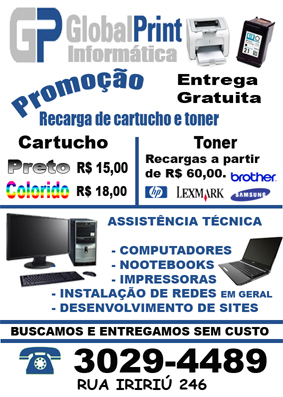 GP GlobalPrint
Informática
Promoção
Entrega
Gratuita
Recarga de cartucho e toner
Cartucho
Preto R$ 15,00
Colorido R$ 18,00
Toner
Recargas a partir
de R$ 60,00.
brother
hp LEXMARK SAMSUNG
ASSISTÊNCIA TÉCNICA
- COMPUTADORES
- NOOTEBOOKS
- IMPRESSORAS
- INSTALAÇÃO DE REDES EM GERAL
- DESENVOLVIMENTO DE SITES
BUSCAMOS E ENTREGAMOS SEM CUSTO
3029-4489
RUA IRIRIÚ 246